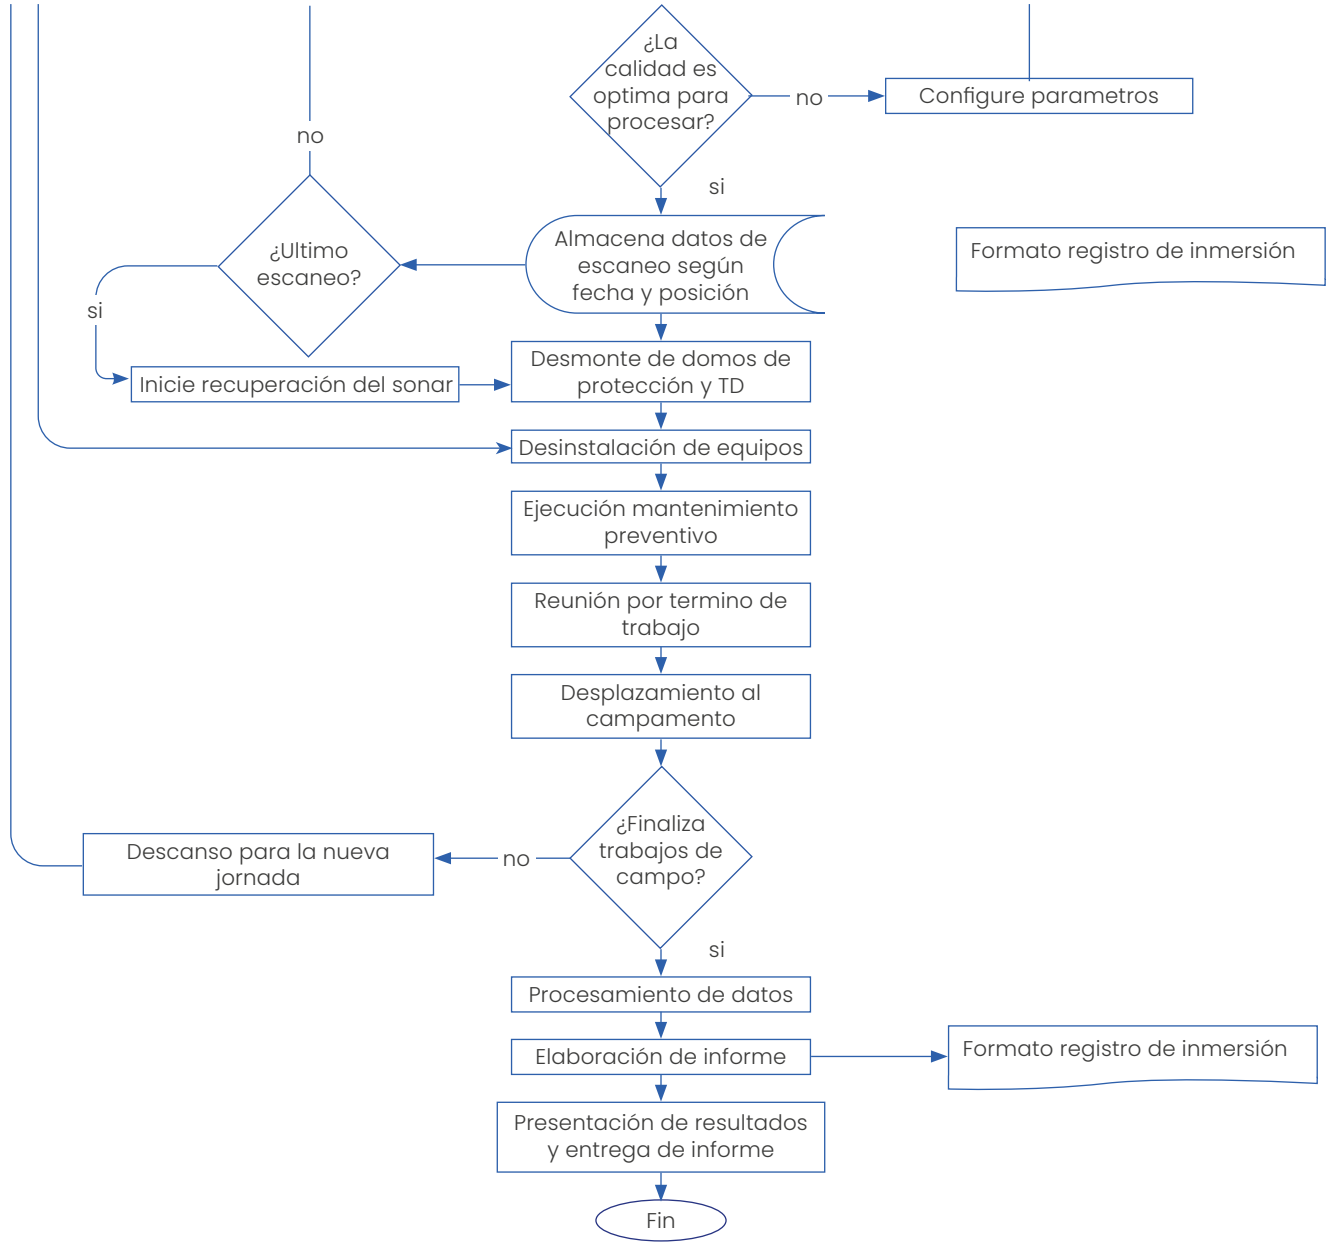 ¿La
calidad es
optima para
procesar?
no
Configure parametros
no
si
¿Ultimo
escaneo?
Almacena datos de
escaneo según
fecha y posición
Formato registro de inmersión
si
Inicie recuperación del sonar
Desmonte de domos de
protección y TD
Desinstalación de equipos
Ejecución mantenimiento
preventivo
Reunión por termino de
trabajo
Desplazamiento al
campamento
¿Finaliza
trabajos de
campo?
no
Descanso para la nueva
jornada
si
Procesamiento de datos
Elaboración de informe
Formato registro de inmersión
Presentación de resultados
y entrega de informe
Fin